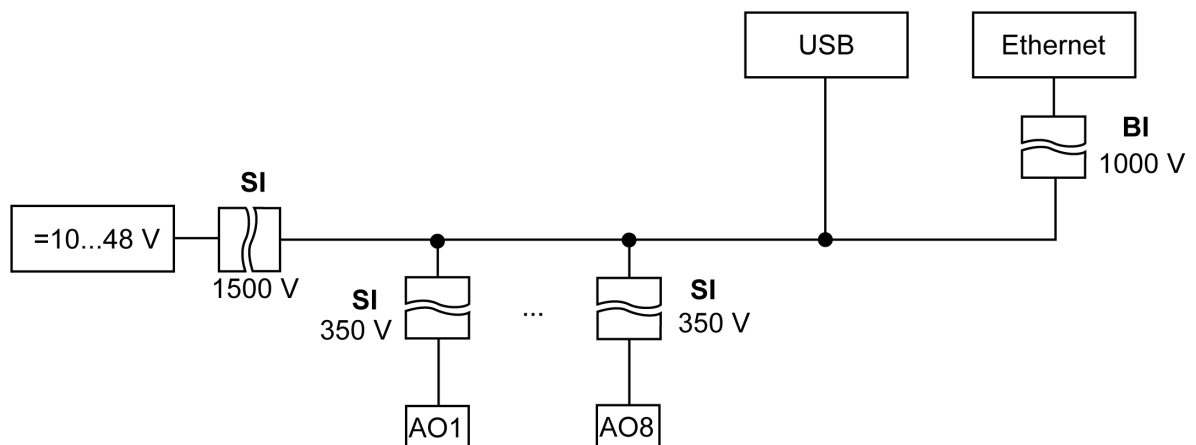 USB
Ethernet
BI
1000 V
SI
=10...48 V
1500 V
SI
350 V
...
SI
350 V
AO1
AO8